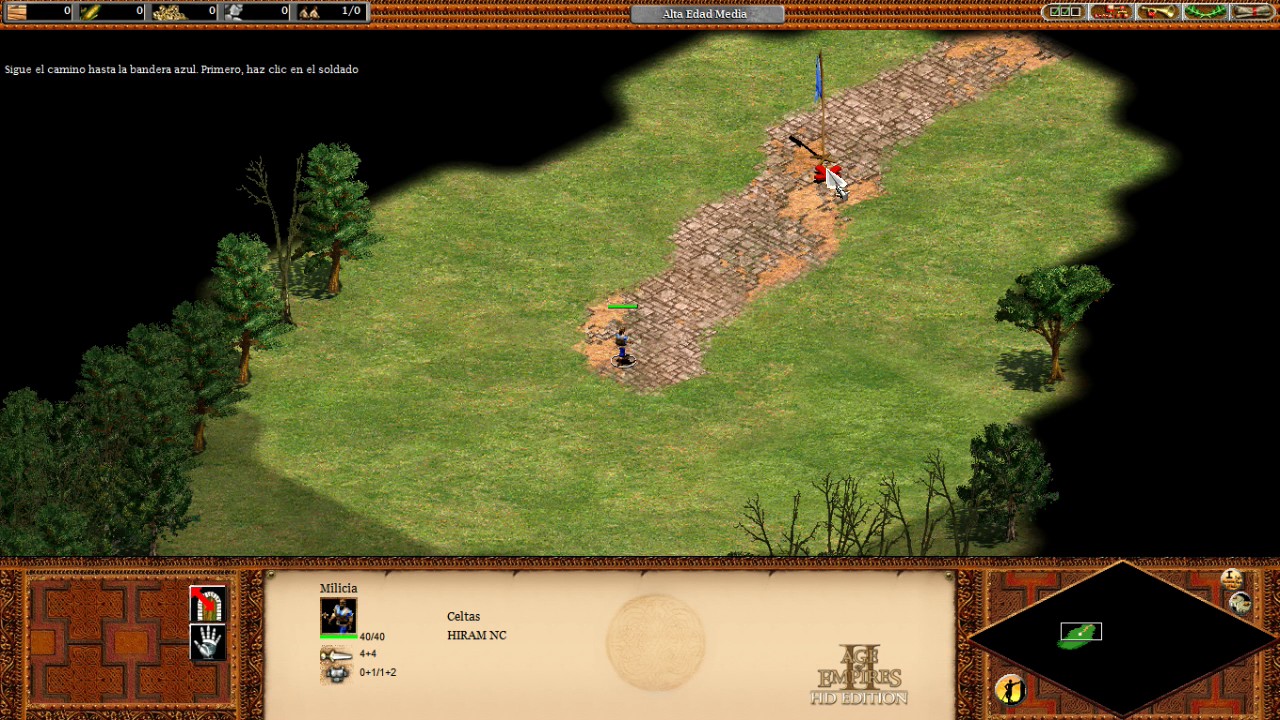 0 0 0 0 1/0
Alta Edad Media
Sigue el camino hasta la bandera azul. Primero, haz clic en el soldado
Milicia
40/40
4+4
0+1/1+2
Celtas
HIRAM NC
AGE OF
EMPIRES
II
HD EDITION